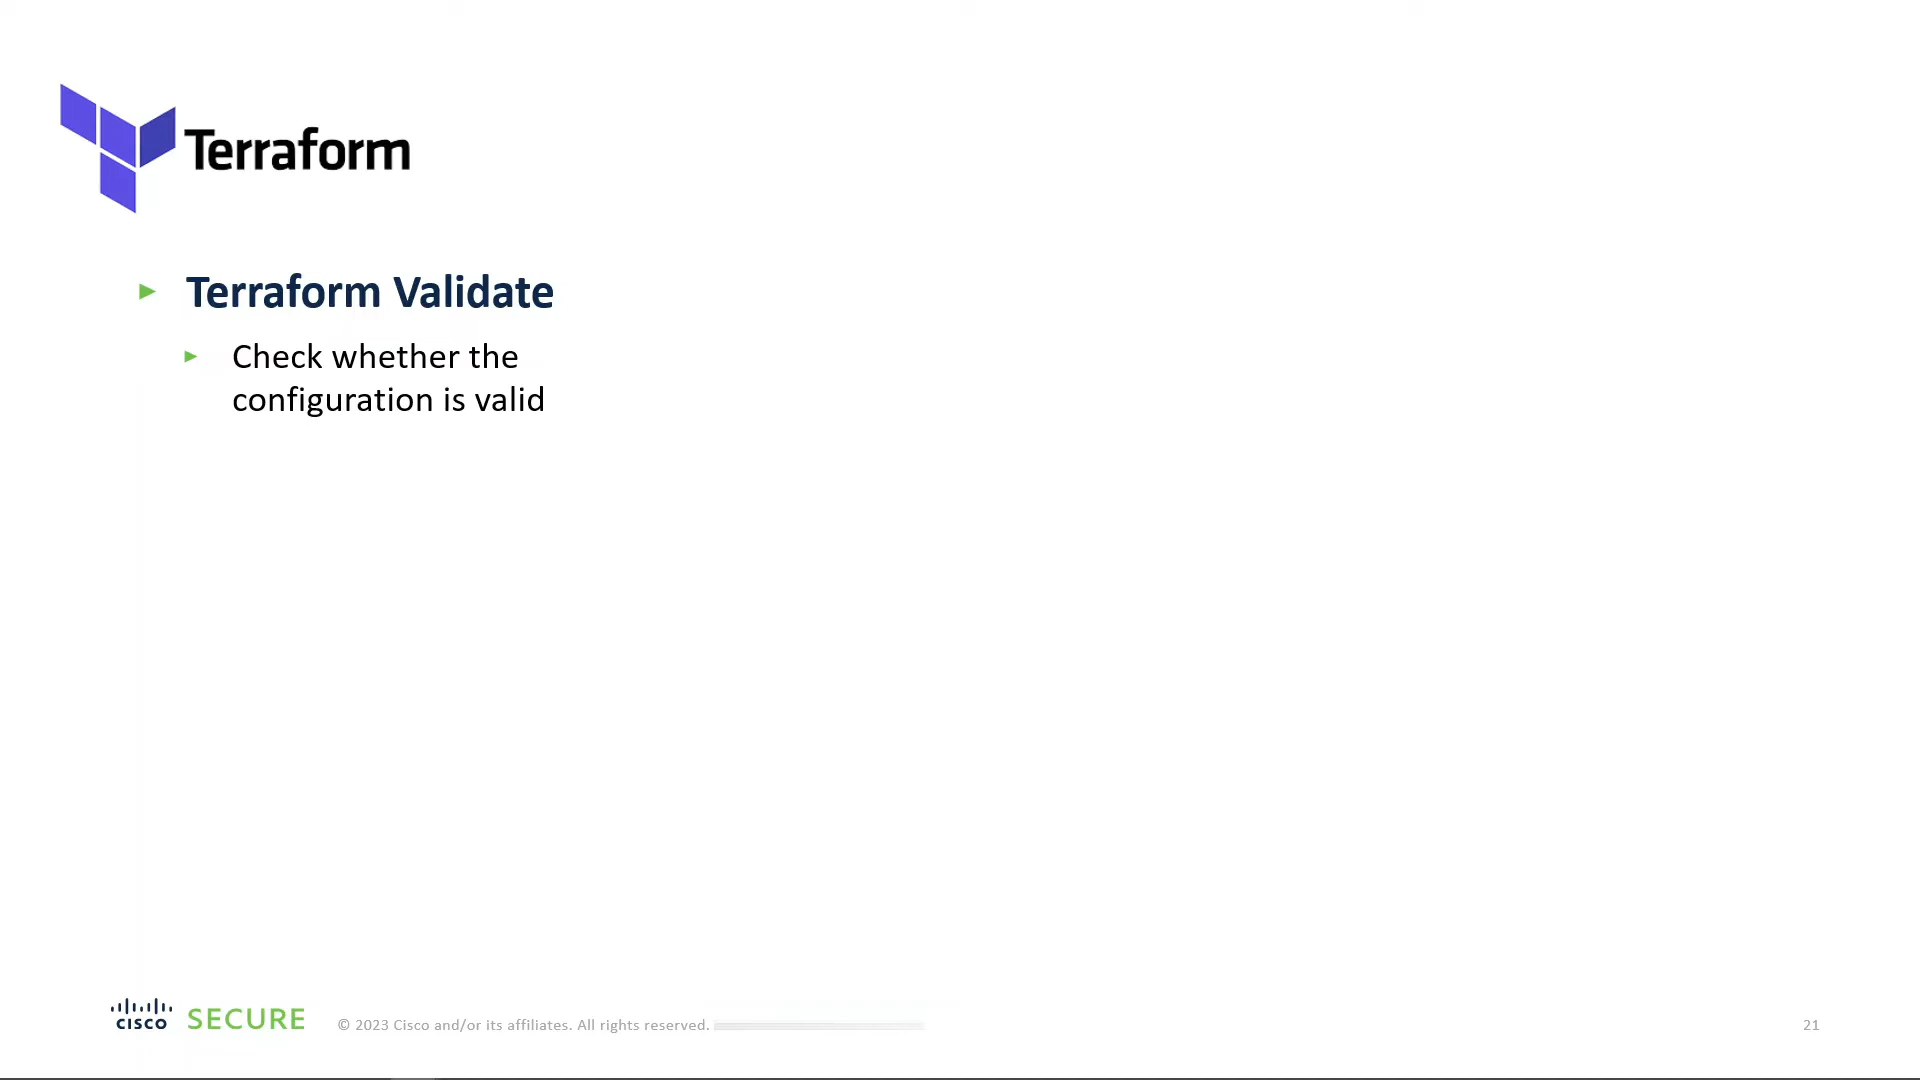 Terraform
Terraform Validate
Check whether the
configuration is valid
CISCO SECURE © 2023 Cisco and/or its affiliates. All rights reserved. 21